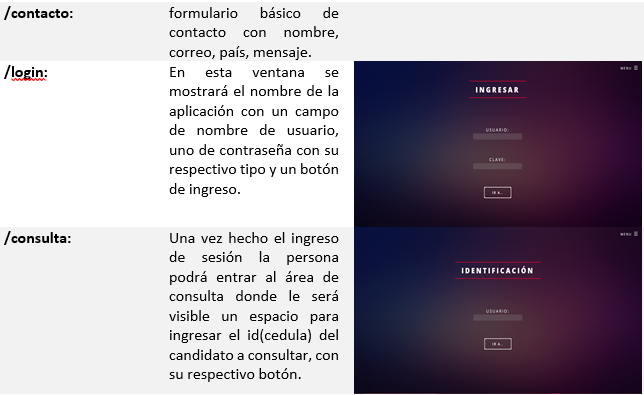 /contacto:
formulario básico de
contacto con nombre,
correo, país, mensaje.
/login:
En esta ventana se
mostrará el nombre de la
aplicación con un campo
de nombre de usuario,
uno de contraseña con su
respectivo tipo y un botón
de ingreso.
MENU
INGRESAR
USUARIO:
CLAVE:
IR A..
/consulta:
Una vez hecho el ingreso
de sesión la persona
podrá entrar al área de
consulta donde le será
visible un espacio para
ingresar el id(cedula) del
candidato a consultar, con
su respectivo botón.
MENU
IDENTIFICACIÓN
USUARIO:
IR A..